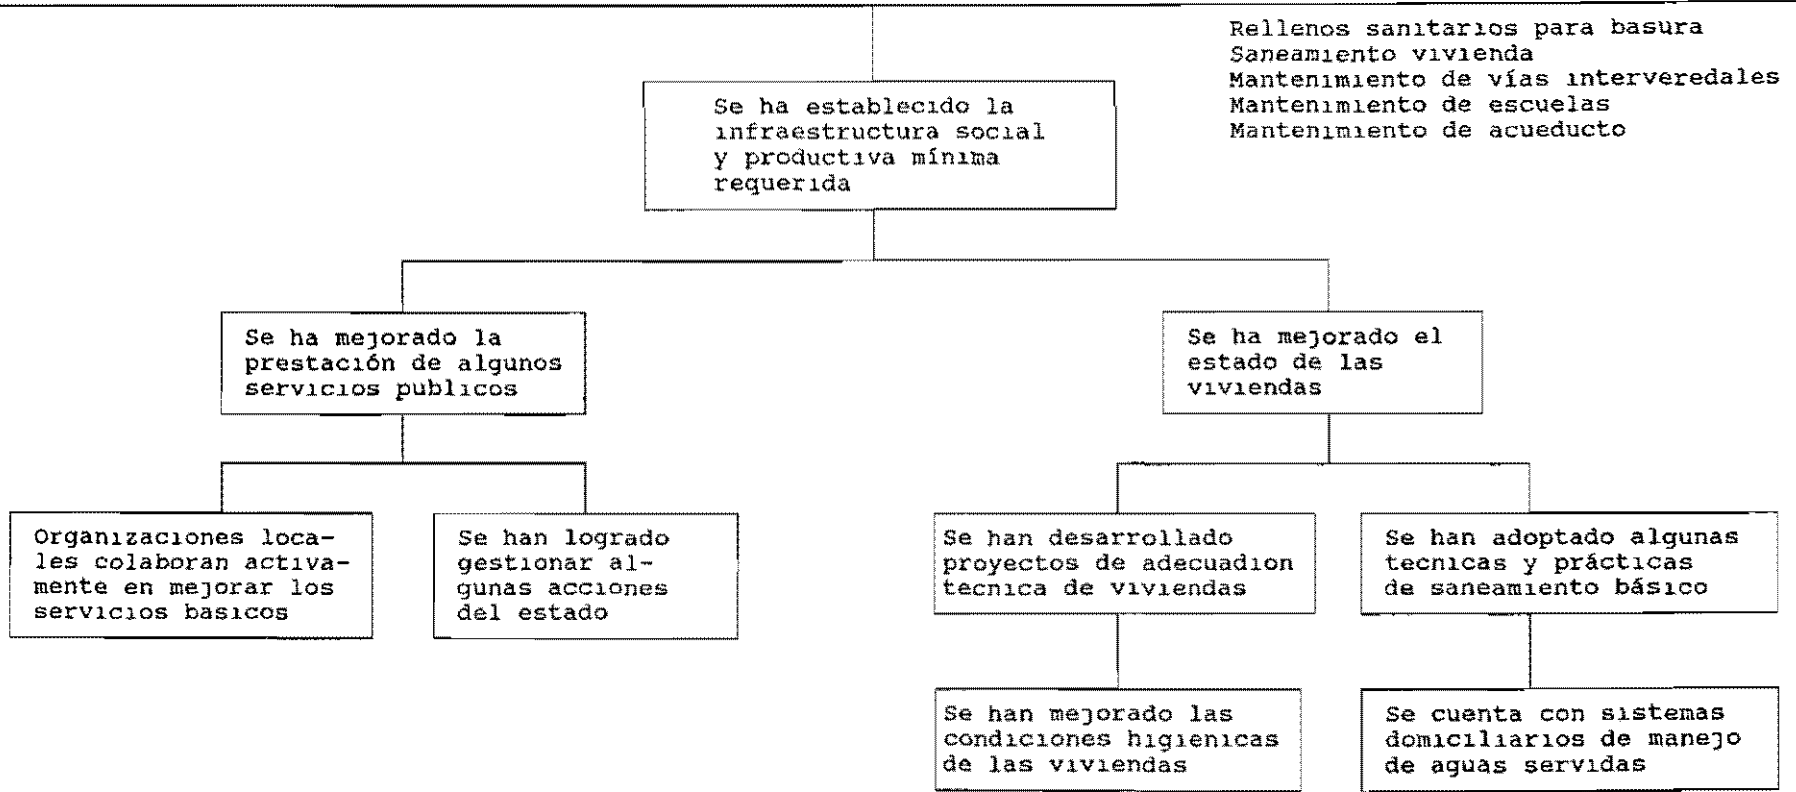 Rellenos sanitarios para basura
Saneamiento vivienda
Mantenimiento de vías interveredales
Mantenimiento de escuelas
Mantenimiento de acueducto
Se ha establecido la
infraestructura social
y productiva mínima
requerida
Se ha mejorado la
prestación de algunos
servicios publicos
Se ha mejorado el
estado de las
viviendas
Organizaciones loca-
les colaboran activa-
mente en mejorar los
servicios basicos
Se han logrado
gestionar al-
gunas acciones
del estado
Se han desarrollado
proyectos de adecuadion
tecnica de viviendas
Se han adoptado algunas
tecnicas y prácticas
de saneamiento básico
Se han mejorado las
condiciones higienicas
de las viviendas
Se cuenta con sistemas
domiciliarios de manejo
de aguas servidas